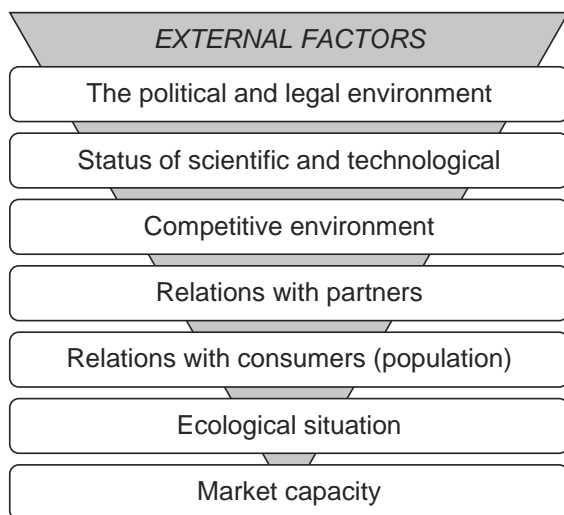 EXTERNAL FACTORS
The political and legal environment
Status of scientific and technological
Competitive environment
Relations with partners
Relations with consumers (population)
Ecological situation
Market capacity